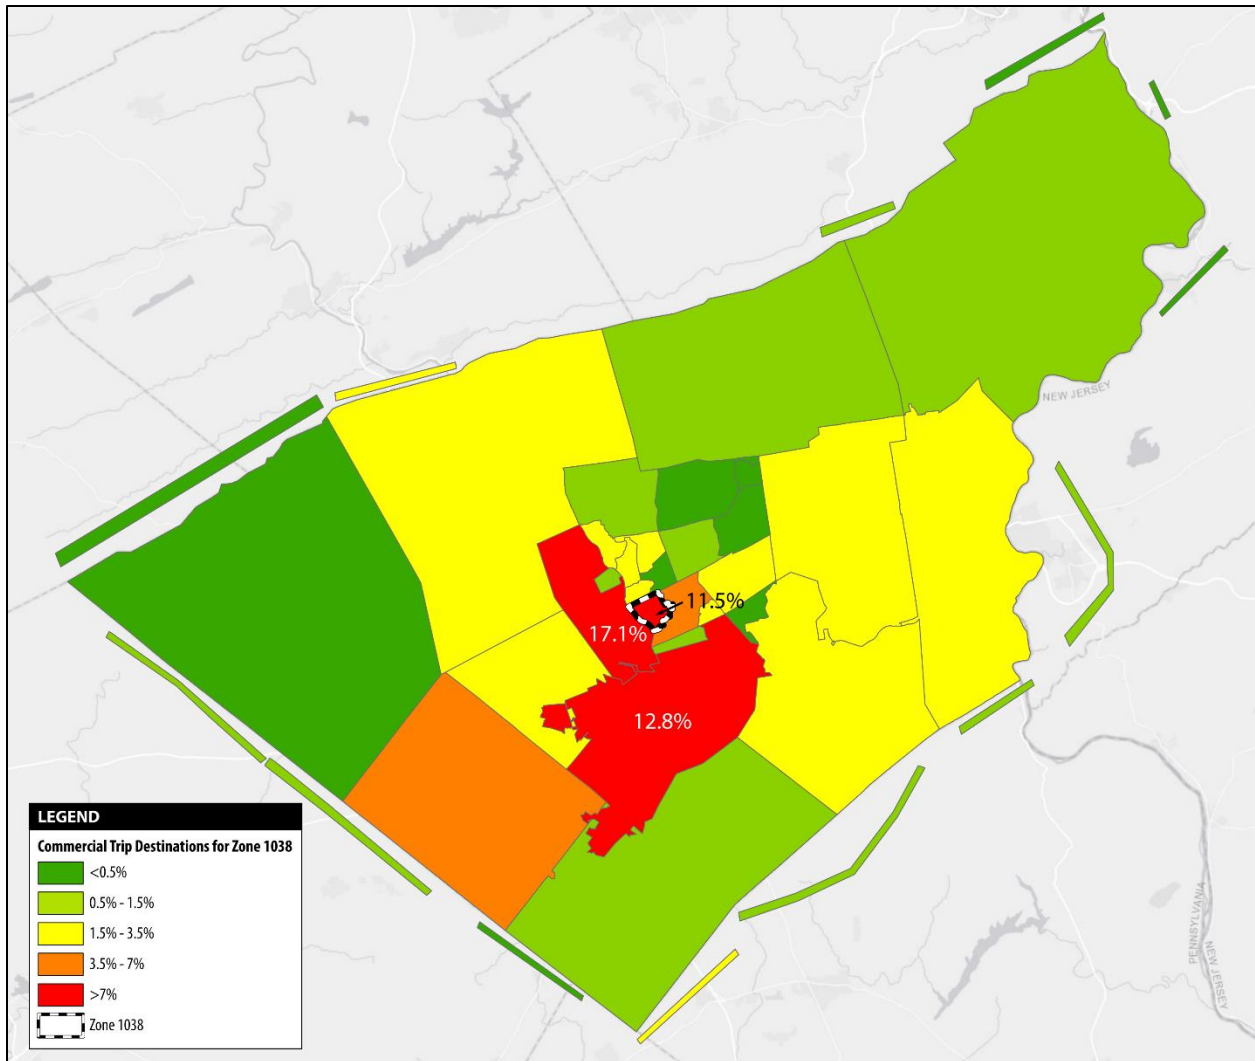 NEW JERSEY
11.5%
17.1%
12.8%
LEGEND
Commercial Trip Destinations for Zone 1038
<0.5%
0.5% - 1.5%
1.5% - 3.5%
3.5% - 7%
>7%
Zone 1038
PENNSYLVANIA
NEW JERSEY